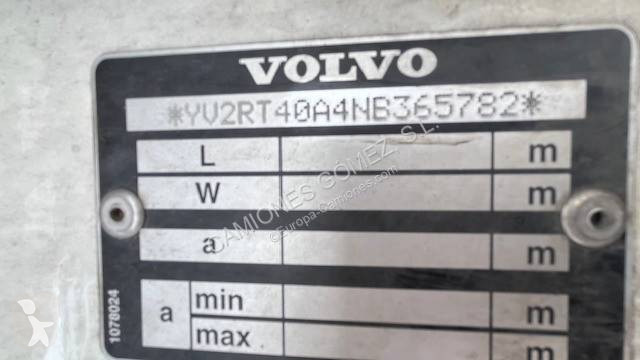 VOLVO
*YV2RT40A4NB365782*
L m
W m
a m
a min m
max m
1078024
CAMIONES GÓMEZ, S.L.
©Europa-Camiones.com